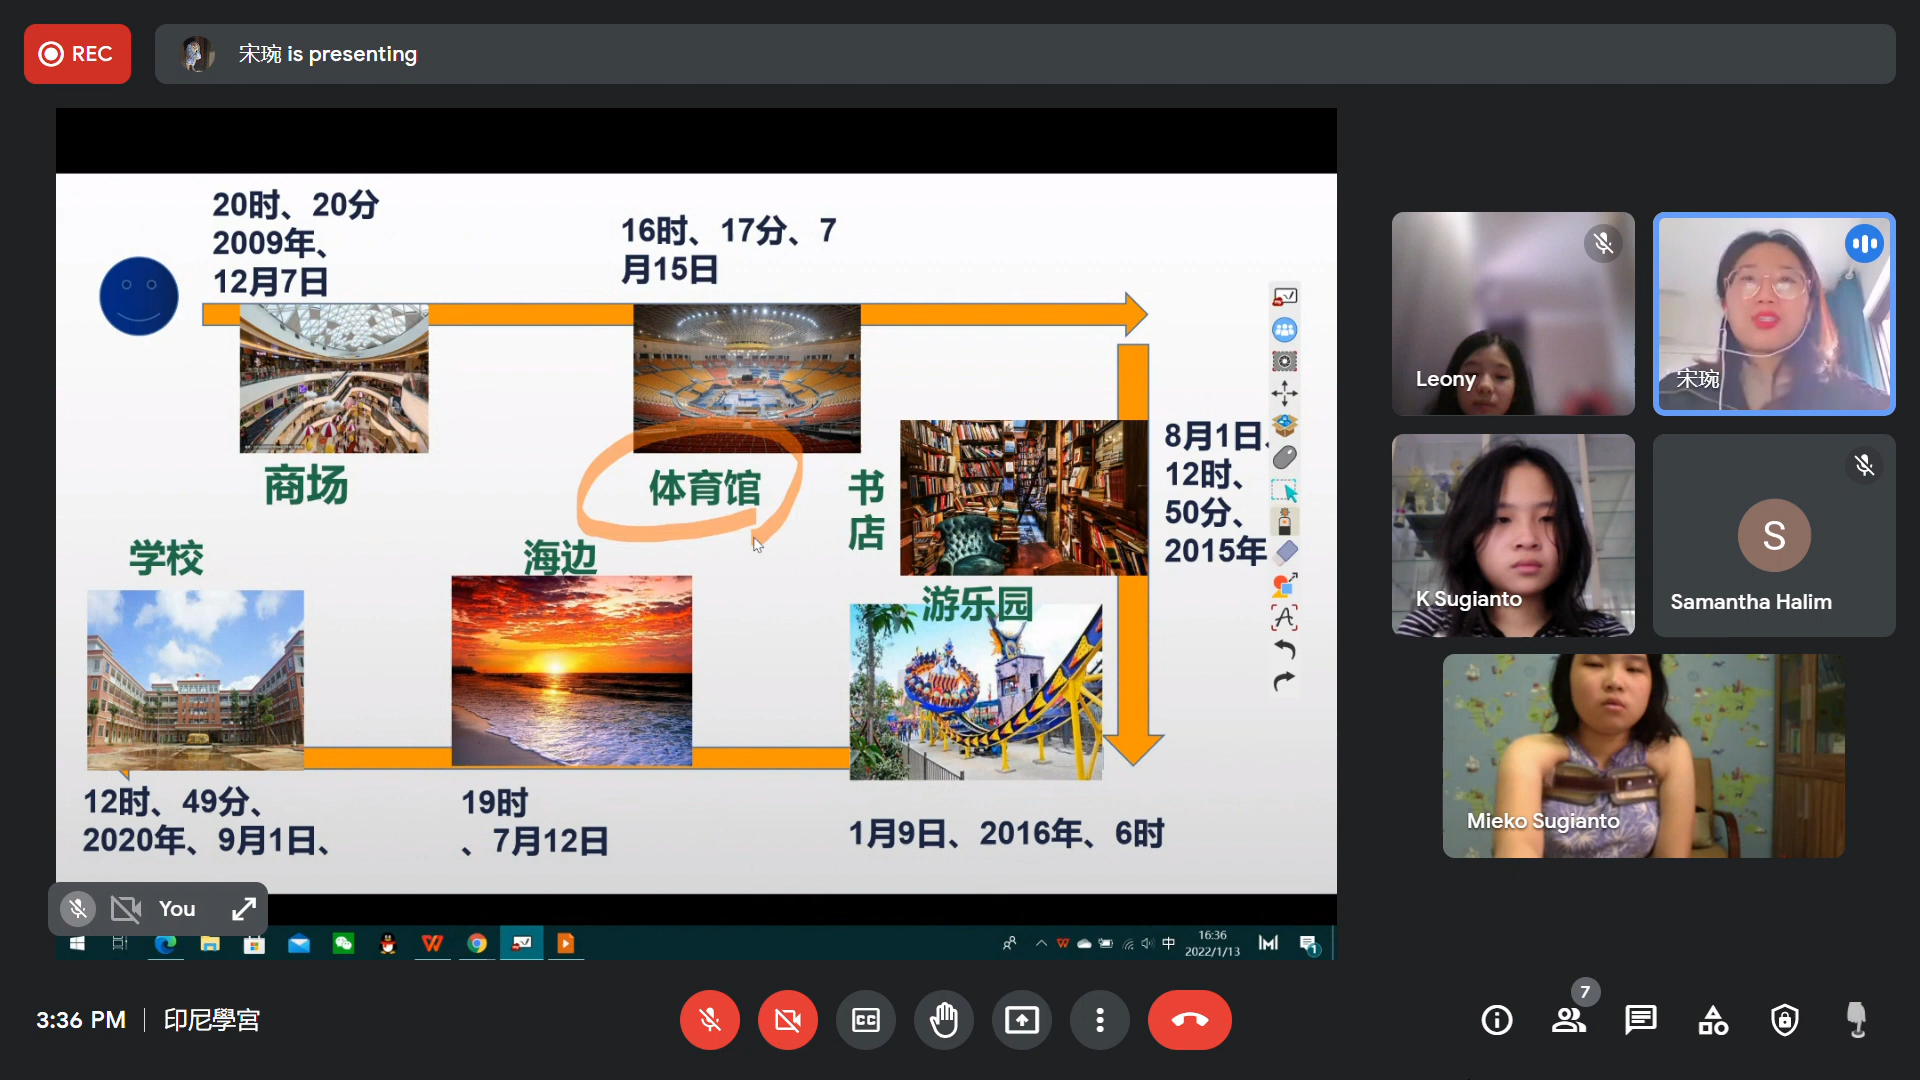 REC
宋琬 is presenting
20时、20分
2009年、
12月7日
16时、17分、7
月15日
商场
体育馆
书
店
8月1日、
12时、
50分、
2015年
学校
海边
游乐园
12时、49分、
2020年、9月1日、
19时
、7月12日
1月9日、2016年、6时
Leony
宋琬
K Sugianto
S
Samantha Halim
Mieko Sugianto
You
中
16:36
2022/1/13
1
3:36 PM
印尼學宮
CC
7